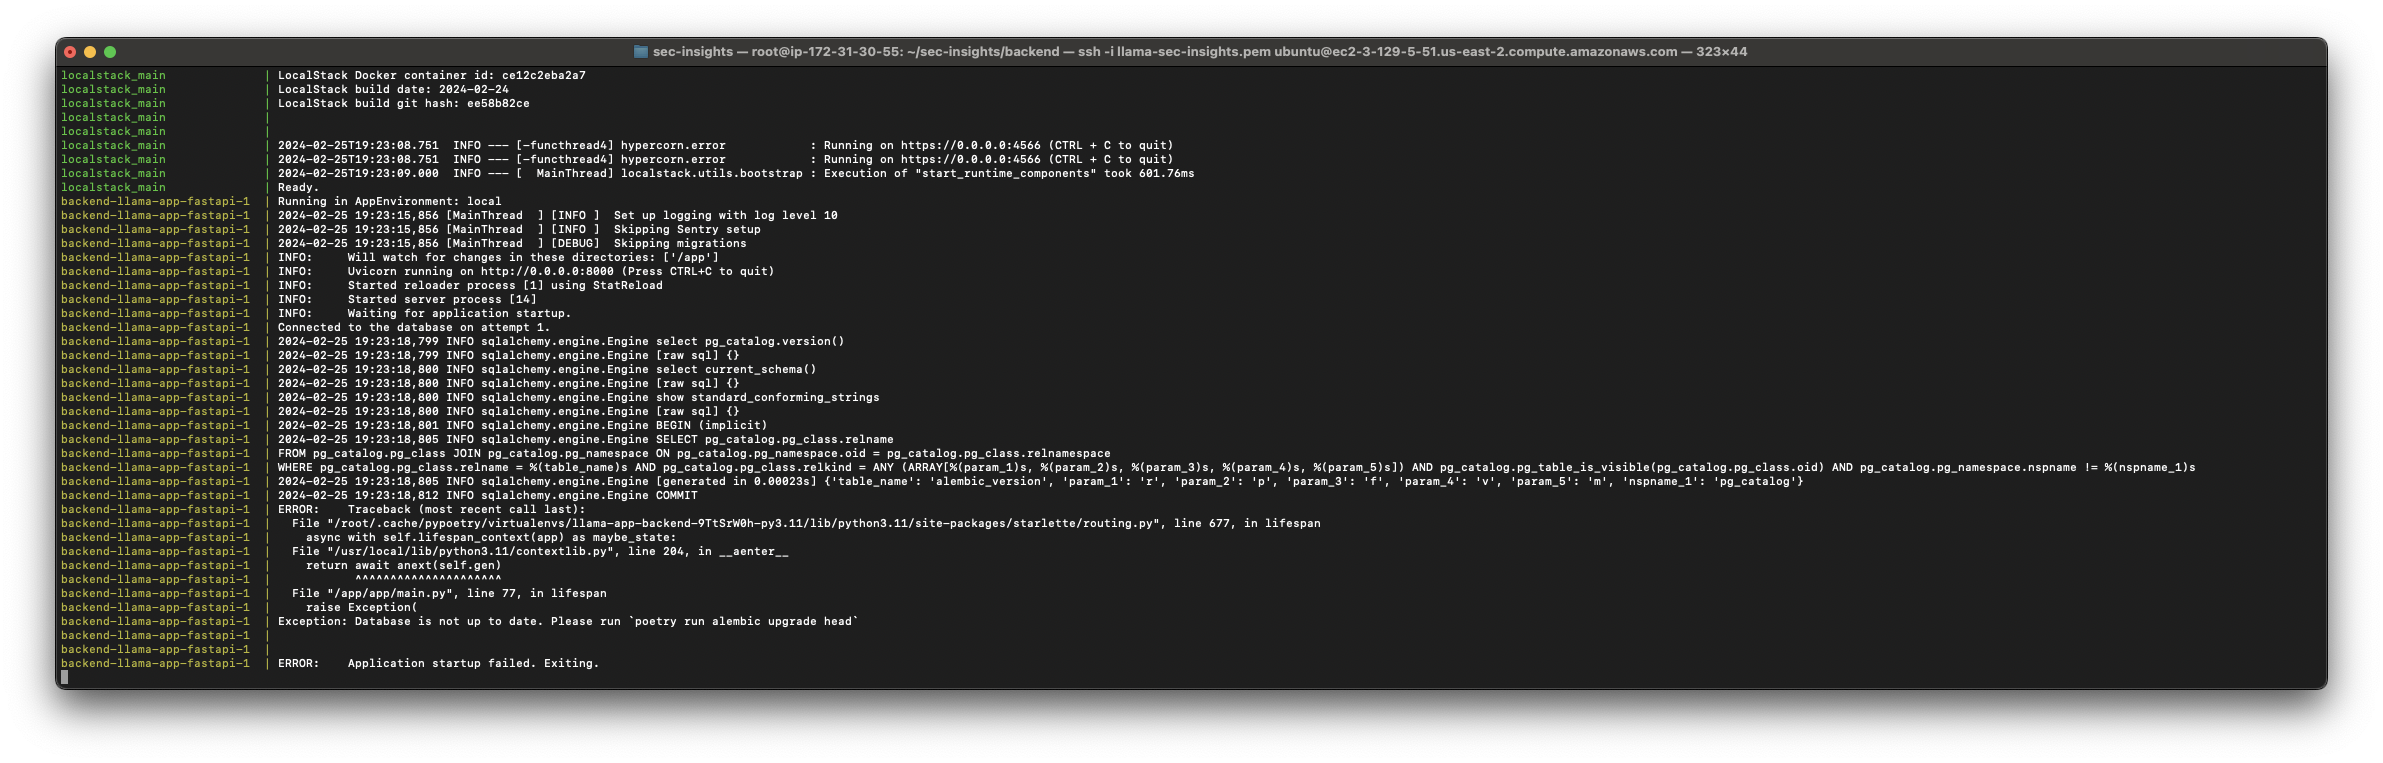 sec-insights — root@ip-172-31-30-55: ~/sec-insights/backend — ssh -i llama-sec-insights.pem ubuntu@ec2-3-129-5-51.us-east-2.compute.amazonaws.com — 323×44
localstack_main | LocalStack Docker container id: ce12c2eba2a7
localstack_main | LocalStack build date: 2024-02-24
localstack_main | LocalStack build git hash: ee58b82ce
localstack_main |
localstack_main |
localstack_main | 2024-02-25T19:23:08.751  INFO --- [-functhread4] hypercorn.error            : Running on https://0.0.0.0:4566 (CTRL + C to quit)
localstack_main | 2024-02-25T19:23:08.751  INFO --- [-functhread4] hypercorn.error            : Running on https://0.0.0.0:4566 (CTRL + C to quit)
localstack_main | 2024-02-25T19:23:09.000  INFO --- [  MainThread] localstack.utils.bootstrap : Execution of "start_runtime_components" took 601.76ms
localstack_main | Ready.
backend-llama-app-fastapi-1 | Running in AppEnvironment: local
backend-llama-app-fastapi-1 | 2024-02-25 19:23:15,856 [MainThread  ] [INFO ]  Set up logging with log level 10
backend-llama-app-fastapi-1 | 2024-02-25 19:23:15,856 [MainThread  ] [INFO ]  Skipping Sentry setup
backend-llama-app-fastapi-1 | 2024-02-25 19:23:15,856 [MainThread  ] [DEBUG]  Skipping migrations
backend-llama-app-fastapi-1 | INFO:     Will watch for changes in these directories: ['/app']
backend-llama-app-fastapi-1 | INFO:     Uvicorn running on http://0.0.0.0:8000 (Press CTRL+C to quit)
backend-llama-app-fastapi-1 | INFO:     Started reloader process [1] using StatReload
backend-llama-app-fastapi-1 | INFO:     Started server process [14]
backend-llama-app-fastapi-1 | INFO:     Waiting for application startup.
backend-llama-app-fastapi-1 | Connected to the database on attempt 1.
backend-llama-app-fastapi-1 | 2024-02-25 19:23:18,799 INFO sqlalchemy.engine.Engine select pg_catalog.version()
backend-llama-app-fastapi-1 | 2024-02-25 19:23:18,799 INFO sqlalchemy.engine.Engine [raw sql] {}
backend-llama-app-fastapi-1 | 2024-02-25 19:23:18,800 INFO sqlalchemy.engine.Engine select current_schema()
backend-llama-app-fastapi-1 | 2024-02-25 19:23:18,800 INFO sqlalchemy.engine.Engine [raw sql] {}
backend-llama-app-fastapi-1 | 2024-02-25 19:23:18,800 INFO sqlalchemy.engine.Engine show standard_conforming_strings
backend-llama-app-fastapi-1 | 2024-02-25 19:23:18,800 INFO sqlalchemy.engine.Engine [raw sql] {}
backend-llama-app-fastapi-1 | 2024-02-25 19:23:18,801 INFO sqlalchemy.engine.Engine BEGIN (implicit)
backend-llama-app-fastapi-1 | 2024-02-25 19:23:18,805 INFO sqlalchemy.engine.Engine SELECT pg_catalog.pg_class.relname
backend-llama-app-fastapi-1 | FROM pg_catalog.pg_class JOIN pg_catalog.pg_namespace ON pg_catalog.pg_namespace.oid = pg_catalog.pg_class.relnamespace
backend-llama-app-fastapi-1 | WHERE pg_catalog.pg_class.relname = %(table_name)s AND pg_catalog.pg_class.relkind = ANY (ARRAY[%(param_1)s, %(param_2)s, %(param_3)s, %(param_4)s, %(param_5)s]) AND pg_catalog.pg_table_is_visible(pg_catalog.pg_class.oid) AND pg_catalog.pg_namespace.nspname != %(nspname_1)s
backend-llama-app-fastapi-1 | 2024-02-25 19:23:18,805 INFO sqlalchemy.engine.Engine [generated in 0.00023s] {'table_name': 'alembic_version', 'param_1': 'r', 'param_2': 'p', 'param_3': 'f', 'param_4': 'v', 'param_5': 'm', 'nspname_1': 'pg_catalog'}
backend-llama-app-fastapi-1 | 2024-02-25 19:23:18,812 INFO sqlalchemy.engine.Engine COMMIT
backend-llama-app-fastapi-1 | ERROR:    Traceback (most recent call last):
backend-llama-app-fastapi-1 |   File "/root/.cache/pypoetry/virtualenvs/llama-app-backend-9TtSrW0h-py3.11/lib/python3.11/site-packages/starlette/routing.py", line 677, in lifespan
backend-llama-app-fastapi-1 |     async with self.lifespan_context(app) as maybe_state:
backend-llama-app-fastapi-1 |   File "/usr/local/lib/python3.11/contextlib.py", line 204, in __aenter__
backend-llama-app-fastapi-1 |     return await anext(self.gen)
backend-llama-app-fastapi-1 |            ^^^^^^^^^^^^^^^^^^^^^
backend-llama-app-fastapi-1 |   File "/app/app/main.py", line 77, in lifespan
backend-llama-app-fastapi-1 |     raise Exception(
backend-llama-app-fastapi-1 | Exception: Database is not up to date. Please run `poetry run alembic upgrade head`
backend-llama-app-fastapi-1 |
backend-llama-app-fastapi-1 |
backend-llama-app-fastapi-1 | ERROR:    Application startup failed. Exiting.